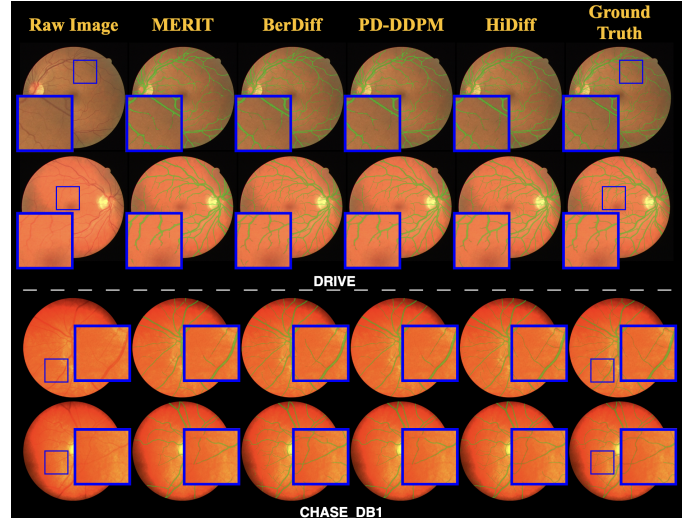 Raw Image MERIT BerDiff PD-DDPM HiDiff Ground Truth
DRIVE
CHASE_DB1